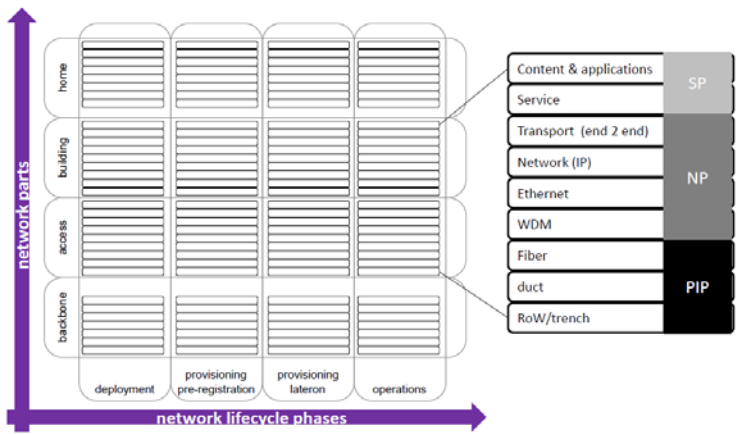 network parts
home
building
access
backbone
deployment
provisioning
pre-registration
provisioning
lateron
operations
network lifecycle phases
Content & applications
Service
SP
Transport (end 2 end)
Network (IP)
Ethernet
WDM
NP
Fiber
duct
RoW/trench
PIP